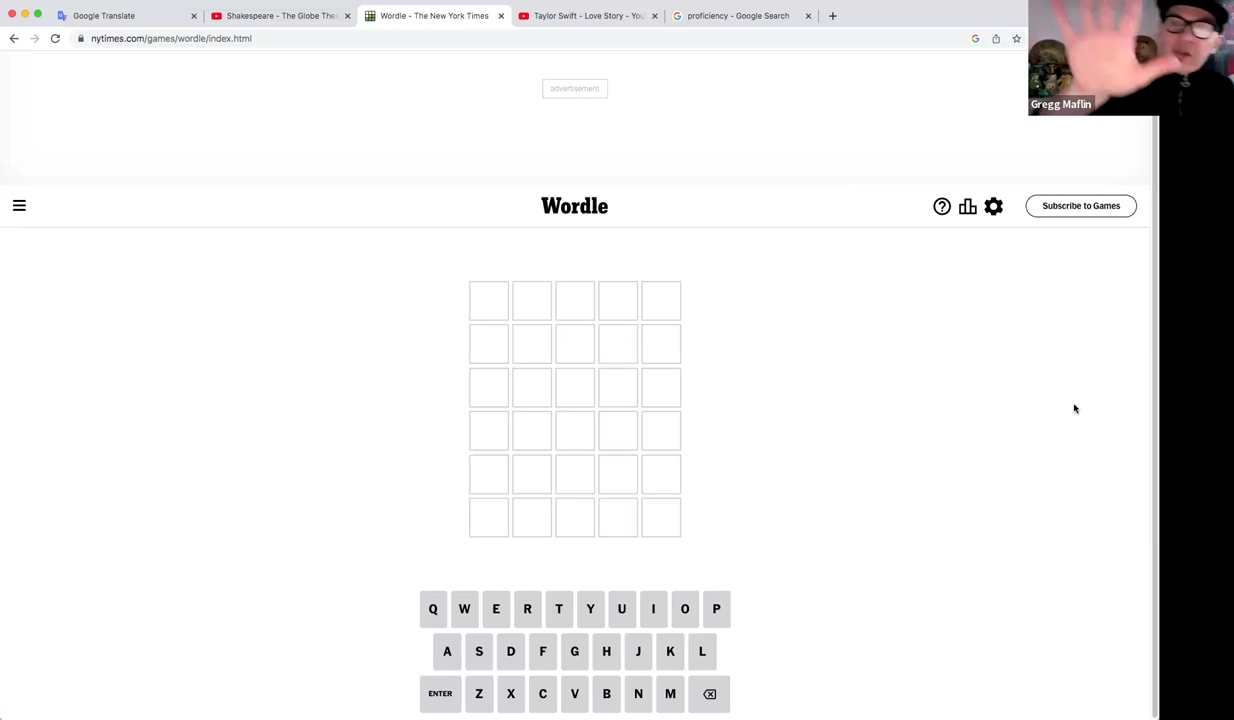 Google Translate
Shakespeare - The Globe Thea
Wordle - The New York Times
Taylor Swift - Love Story - You
proficiency - Google Search
nytimes.com/games/wordle/index.html
advertisement
Gregg Maflin
Wordle
Subscribe to Games
Q W E R T Y U I O P
A S D F G H J K L
ENTER Z X C V B N M